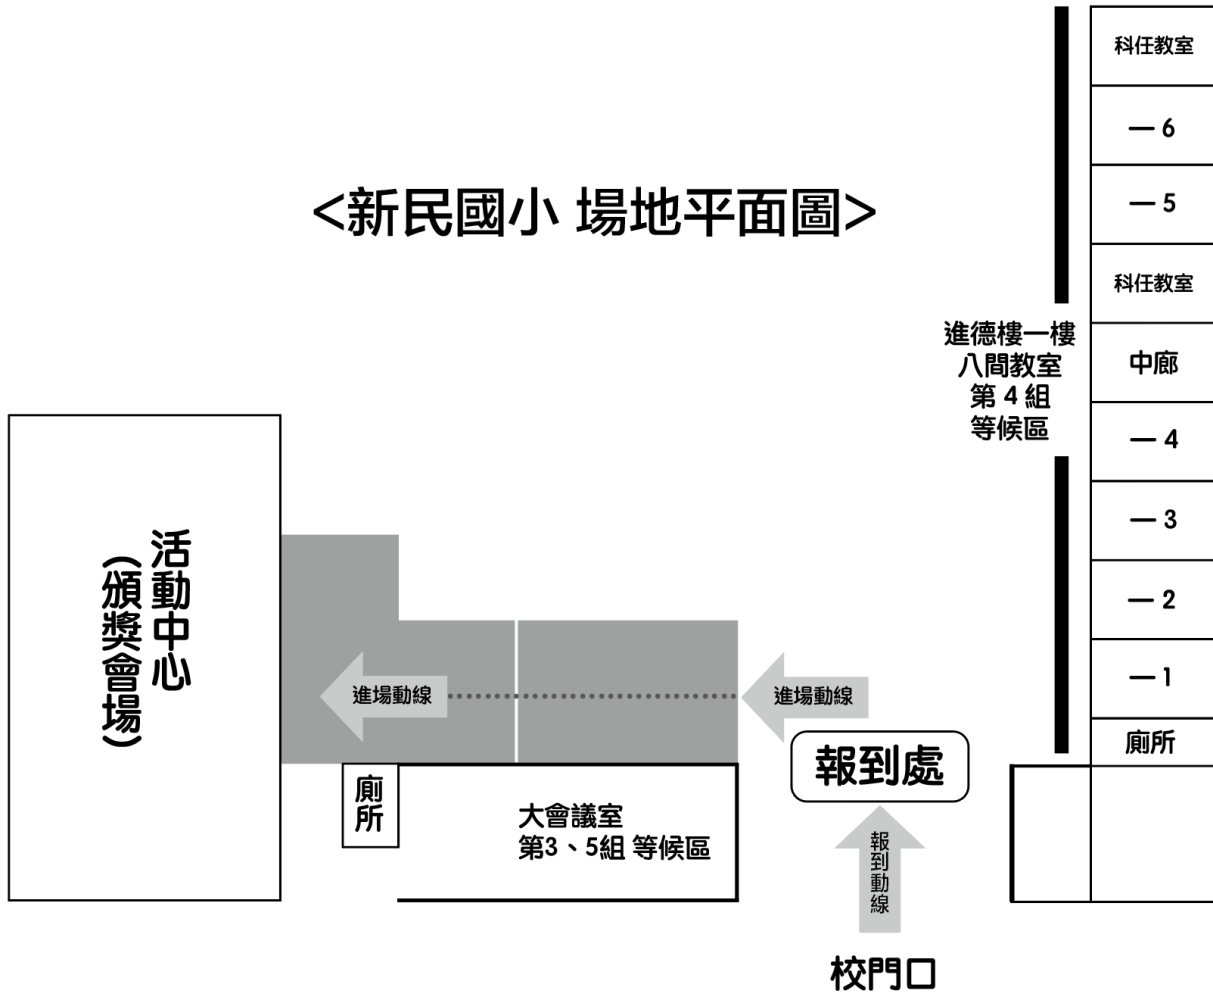 <新民國小 場地平面圖>
科任教室
一 6
一 5
科任教室
中廊
一 4
一 3
一 2
一 1
廁所
進德樓一樓
八間教室
第 4 組
等候區
活動中心
(頒獎會場)
進場動線
進場動線
報到處
廁所
大會議室
第3、5組 等候區
報到動線
校門口